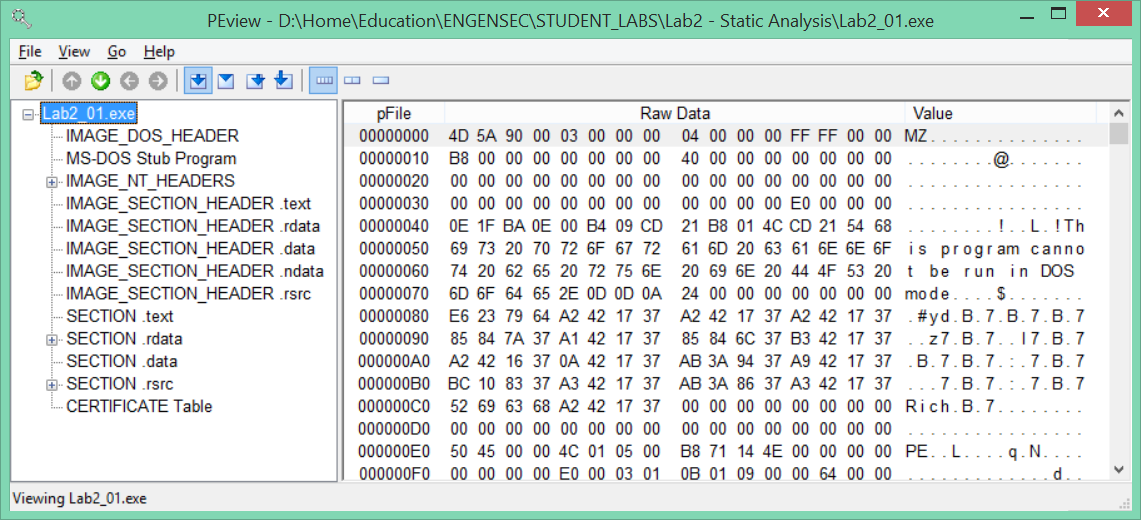 PEview - D:\Home\Education\ENGENSEC\STUDENT_LABS\Lab2 - Static Analysis\Lab2_01.exe
File View Go Help
Lab2_01.exe
IMAGE_DOS_HEADER
MS-DOS Stub Program
IMAGE_NT_HEADERS
IMAGE_SECTION_HEADER .text
IMAGE_SECTION_HEADER .rdata
IMAGE_SECTION_HEADER .data
IMAGE_SECTION_HEADER .ndata
IMAGE_SECTION_HEADER .rsrc
SECTION .text
SECTION .rdata
SECTION .data
SECTION .rsrc
CERTIFICATE Table
pFile Raw Data Value
00000000 4D 5A 90 00 03 00 00 00 04 00 00 00 FF FF 00 00 MZ..............
00000010 B8 00 00 00 00 00 00 00 40 00 00 00 00 00 00 00 ........@.......
00000020 00 00 00 00 00 00 00 00 00 00 00 00 00 00 00 00 ................
00000030 00 00 00 00 00 00 00 00 00 00 00 00 E0 00 00 00 ................
00000040 0E 1F BA 0E 00 B4 09 CD 21 B8 01 4C CD 21 54 68 ........!..L.!Th
00000050 69 73 20 70 72 6F 67 72 61 6D 20 63 61 6E 6E 6F is program canno
00000060 74 20 62 65 20 72 75 6E 20 69 6E 20 44 4F 53 20 t be run in DOS
00000070 6D 6F 64 65 2E 0D 0D 0A 24 00 00 00 00 00 00 00 mode....$.......
00000080 E6 23 79 64 A2 42 17 37 A2 42 17 37 A2 42 17 37 .#yd.B.7.B.7.B.7
00000090 85 84 7A 37 A1 42 17 37 85 84 6C 37 B3 42 17 37 ..z7.B.7..l7.B.7
000000A0 A2 42 16 37 0A 42 17 37 AB 3A 94 37 A9 42 17 37 .B.7.B.7.:.7.B.7
000000B0 BC 10 83 37 A3 42 17 37 AB 3A 86 37 A3 42 17 37 ...7.B.7.:.7.B.7
000000C0 52 69 63 68 A2 42 17 37 00 00 00 00 00 00 00 00 Rich.B.7........
000000D0 00 00 00 00 00 00 00 00 00 00 00 00 00 00 00 00 ................
000000E0 50 45 00 00 4C 01 05 00 B8 71 14 4E 00 00 00 00 PE..L....q.N....
000000F0 00 00 00 00 E0 00 03 01 0B 01 09 00 00 64 00 00 .............d..
Viewing Lab2_01.exe